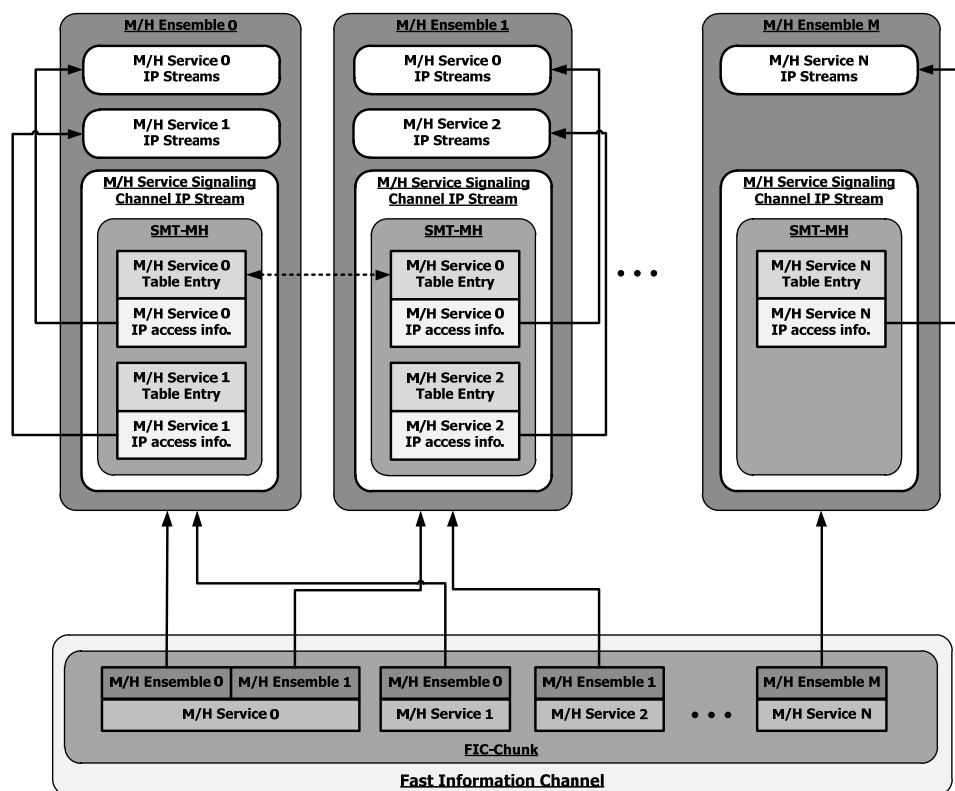 M/H Ensemble 0
M/H Service 0
IP Streams
M/H Service 1
IP Streams
M/H Service Signaling
Channel IP Stream
SMT-MH
M/H Service 0
Table Entry
M/H Service 0
IP access info.
M/H Service 1
Table Entry
M/H Service 1
IP access info.
M/H Ensemble 1
M/H Service 0
IP Streams
M/H Service 2
IP Streams
M/H Service Signaling
Channel IP Stream
SMT-MH
M/H Service 0
Table Entry
M/H Service 0
IP access info.
M/H Service 2
Table Entry
M/H Service 2
IP access info.
M/H Ensemble M
M/H Service N
IP Streams
M/H Service Signaling
Channel IP Stream
SMT-MH
M/H Service N
Table Entry
M/H Service N
IP access info.
M/H Ensemble 0
M/H Ensemble 1
M/H Service 0
M/H Ensemble 0
M/H Service 1
M/H Ensemble 1
M/H Service 2
M/H Ensemble M
M/H Service N
FIC-Chunk
Fast Information Channel